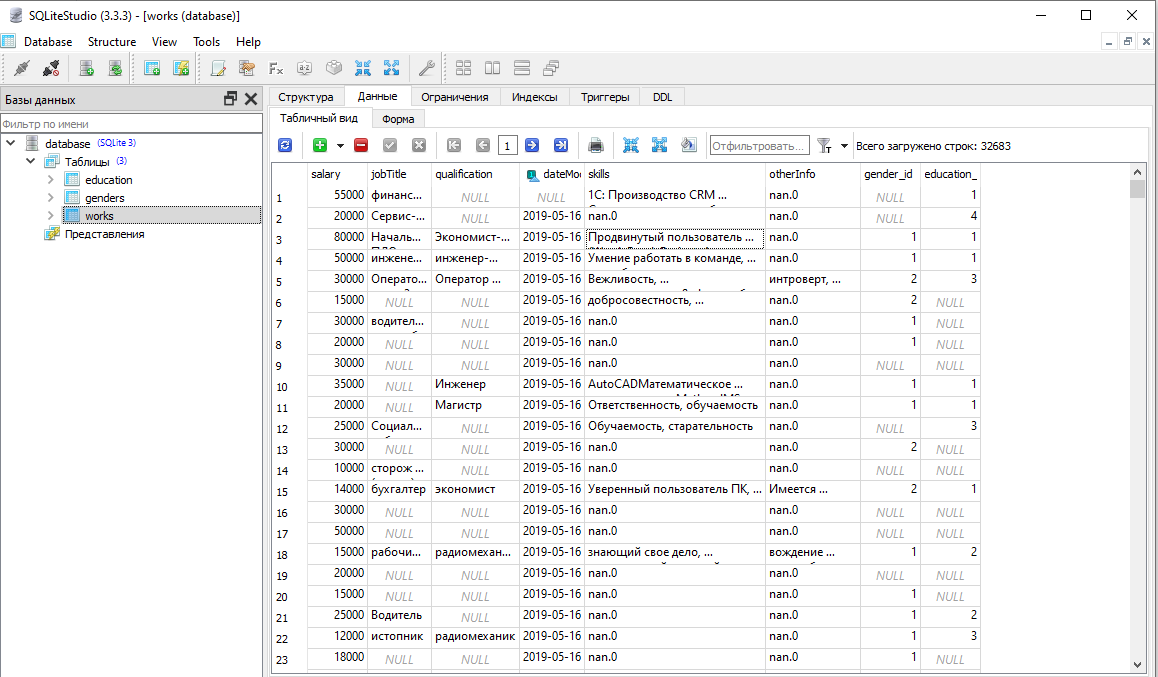 SQLiteStudio (3.3.3) - [works (database)]
Database Structure View Tools Help
Базы данных
Фильтр по имени
database (SQLite 3)
Таблицы (3)
education
genders
works
Представления
Структура Данные Ограничения Индексы Триггеры DDL
Табличный вид Форма
1 Отфильтровать... Всего загружено строк: 32683
salary jobTitle qualification dateMod skills otherInfo gender_id education_
1 55000 финанс... NULL NULL 1С: Производство CRM ... nan.0 NULL 1
2 20000 Сервис-... NULL 2019-05-16 nan.0 nan.0 NULL 4
3 80000 Началь... Экономист-... 2019-05-16 Продвинутый пользователь ... nan.0 1 1
4 50000 инжене... инженер-... 2019-05-16 Умение работать в команде, ... nan.0 1 1
5 30000 Операто... Оператор ... 2019-05-16 Вежливость, ... интроверт, ... 2 3
6 15000 NULL NULL 2019-05-16 добросовестность, ... nan.0 2 NULL
7 30000 водител... NULL 2019-05-16 nan.0 nan.0 1 NULL
8 20000 NULL NULL 2019-05-16 nan.0 nan.0 1 NULL
9 30000 NULL NULL 2019-05-16 nan.0 nan.0 NULL NULL
10 35000 NULL Инженер 2019-05-16 AutoCADМатематическое ... nan.0 1 1
11 20000 NULL Магистр 2019-05-16 Ответственность, обучаемость nan.0 1 1
12 25000 Социал... NULL 2019-05-16 Обучаемость, старательность nan.0 NULL 3
13 30000 NULL NULL 2019-05-16 nan.0 nan.0 2 NULL
14 10000 сторож ... NULL 2019-05-16 nan.0 nan.0 NULL NULL
15 14000 бухгалтер экономист 2019-05-16 Уверенный пользователь ПК, ... Имеется ... 2 1
16 30000 NULL NULL 2019-05-16 nan.0 nan.0 NULL NULL
17 50000 NULL NULL 2019-05-16 nan.0 nan.0 NULL NULL
18 15000 рабочи... радиомехан... 2019-05-16 знающий свое дело, ... вождение ... 1 2
19 20000 NULL NULL 2019-05-16 nan.0 nan.0 NULL NULL
20 15000 NULL NULL 2019-05-16 nan.0 nan.0 1 NULL
21 25000 Водитель NULL 2019-05-16 nan.0 nan.0 1 2
22 12000 истопник радиомеханик 2019-05-16 nan.0 nan.0 1 3
23 18000 NULL NULL 2019-05-16 nan.0 nan.0 1 NULL